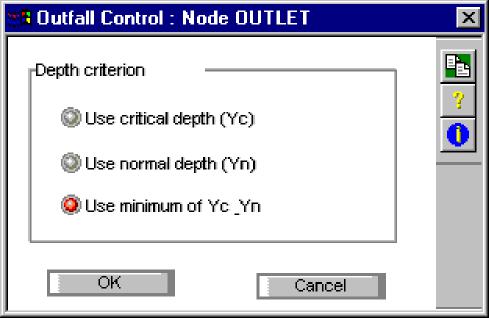 Outfall Control : Node OUTLET
Depth criterion
Use critical depth (Yc)
Use normal depth (Yn)
Use minimum of Yc _Yn
OK
Cancel